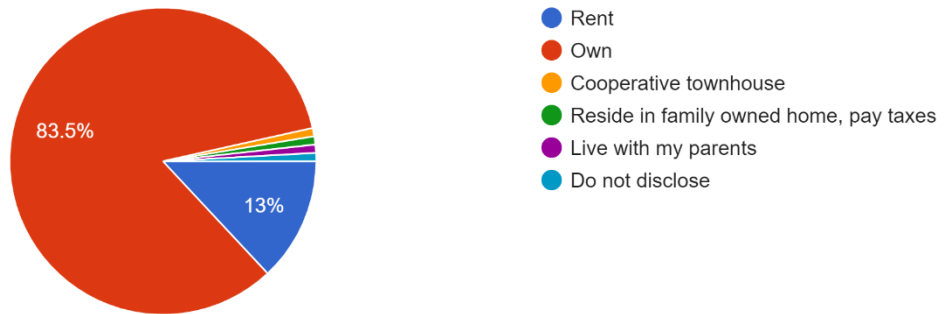 83.5%
13%
Rent
Own
Cooperative townhouse
Reside in family owned home, pay taxes
Live with my parents
Do not disclose